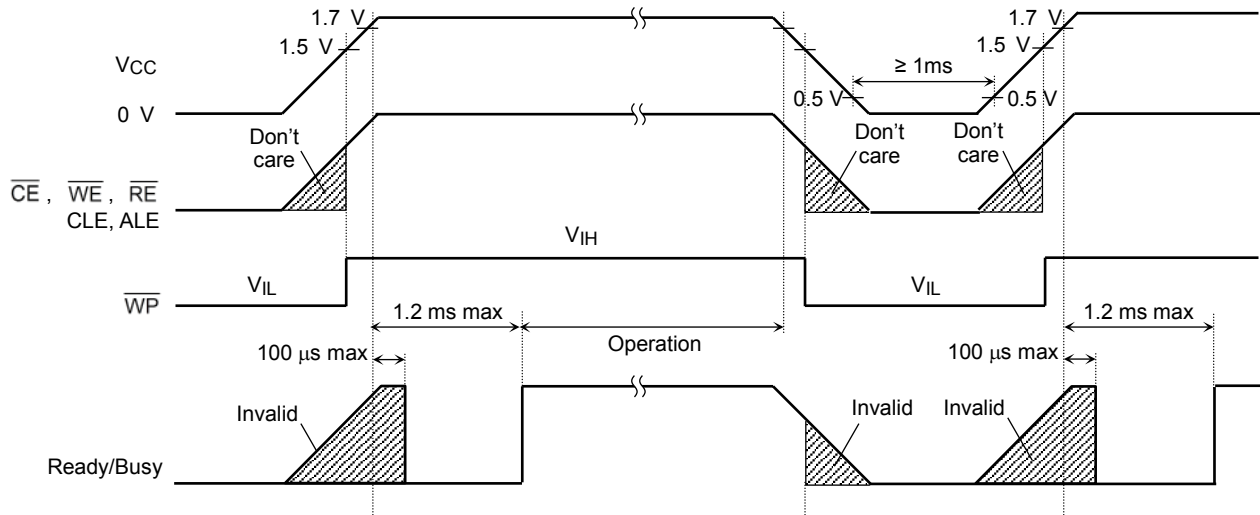 1.7 V
1.7 V
1.5 V
1.5 V
VCC
≥ 1ms
0.5 V
0.5 V
0 V
Don't care
Don't care
Don't care
CE , WE , RE
CLE, ALE
VIH
VIL
VIL
WP
1.2 ms max
1.2 ms max
Operation
100 μs max
100 μs max
Invalid
Invalid
Invalid
Ready/Busy